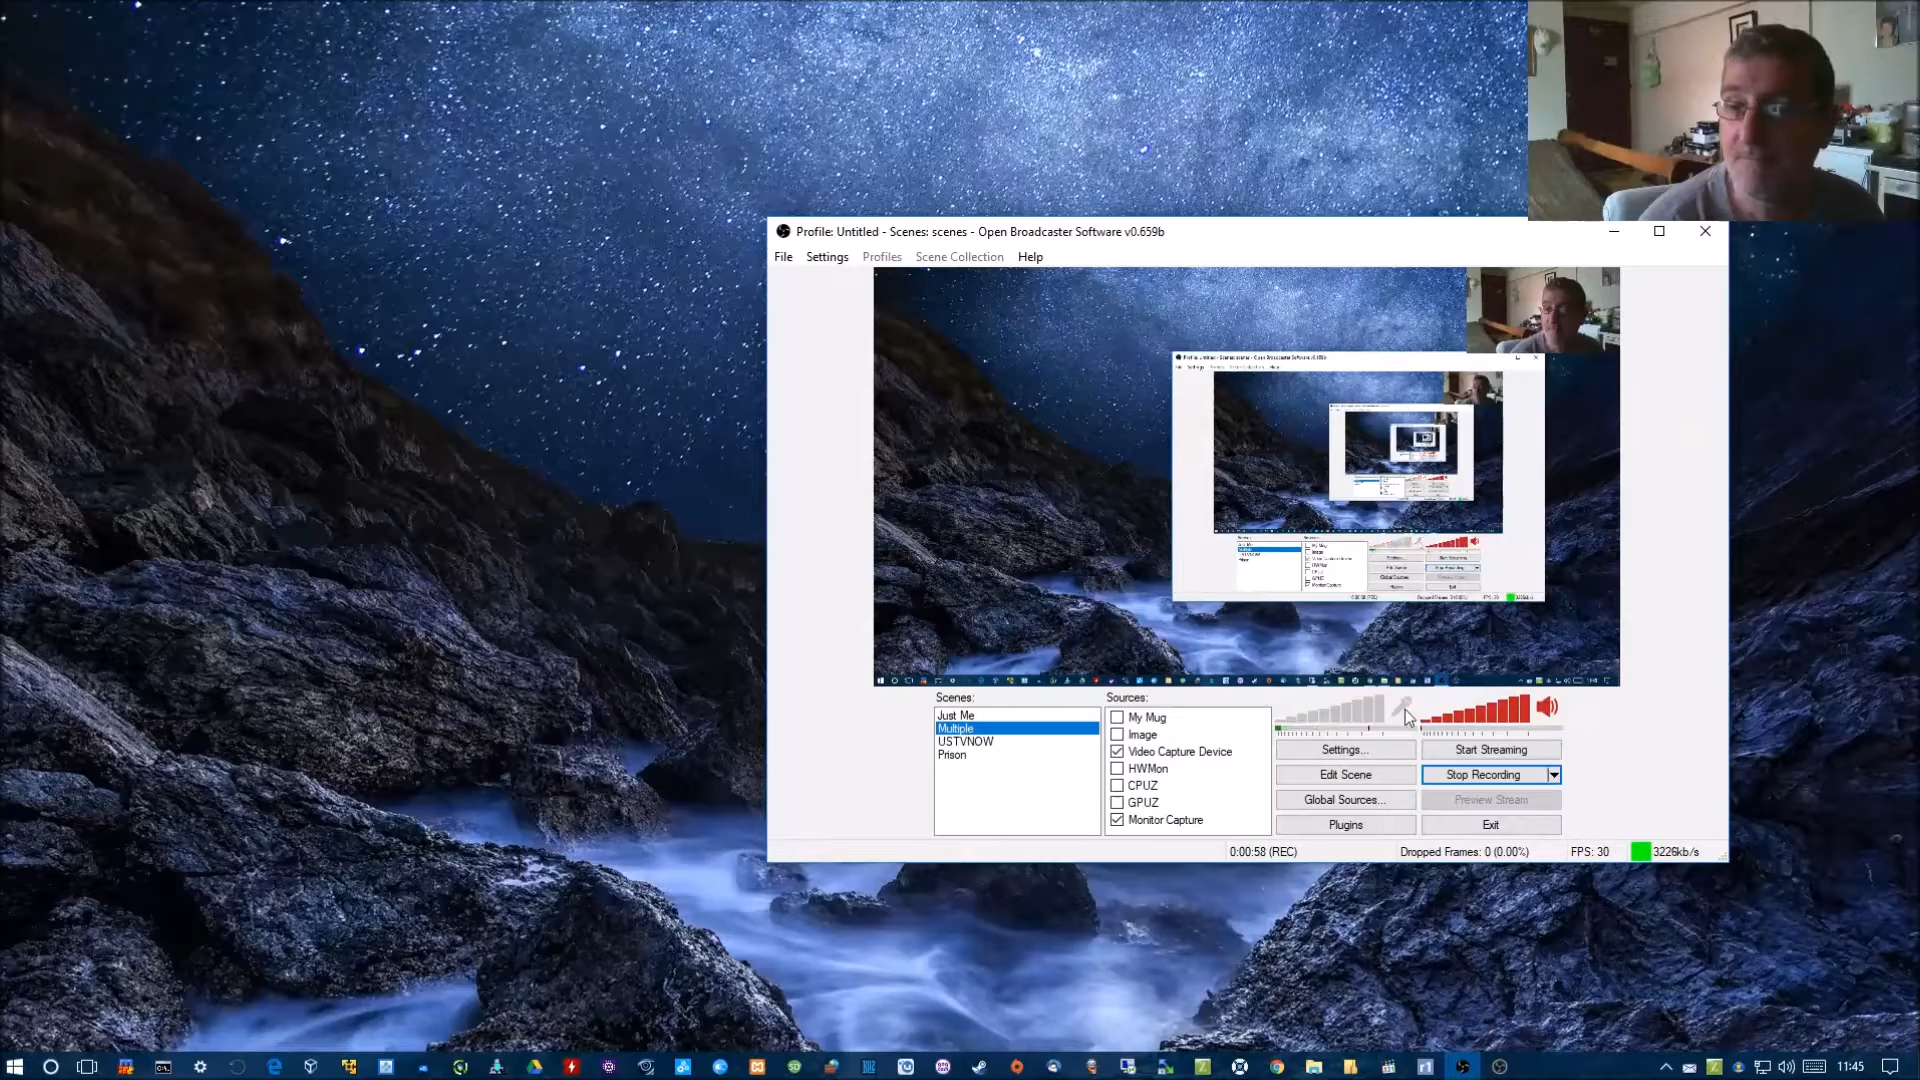 Profile: Untitled - Scenes: scenes - Open Broadcaster Software v0.659b
File Settings Profiles Scene Collection Help
Scenes:
Just Me
Multiple
USTVNOW
Prison
Sources:
My Mug
Image
Video Capture Device
HWMon
CPUZ
GPUZ
Monitor Capture
Settings...
Start Streaming
Edit Scene
Stop Recording
Global Sources...
Preview Stream
Plugins
Exit
0:00:58 (REC)
Dropped Frames: 0 (0.00%)
FPS: 30
3226kb/s
11:45